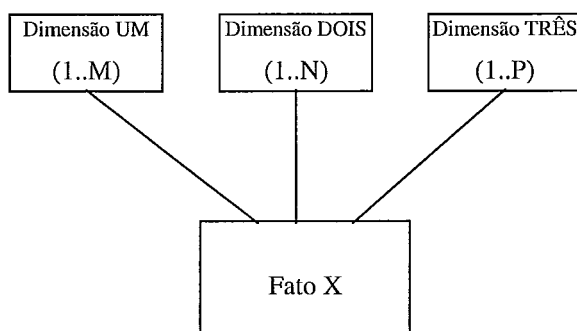 Dimensão UM
(1..M)
Dimensão DOIS
(1..N)
Dimensão TRÊS
(1..P)
Fato X